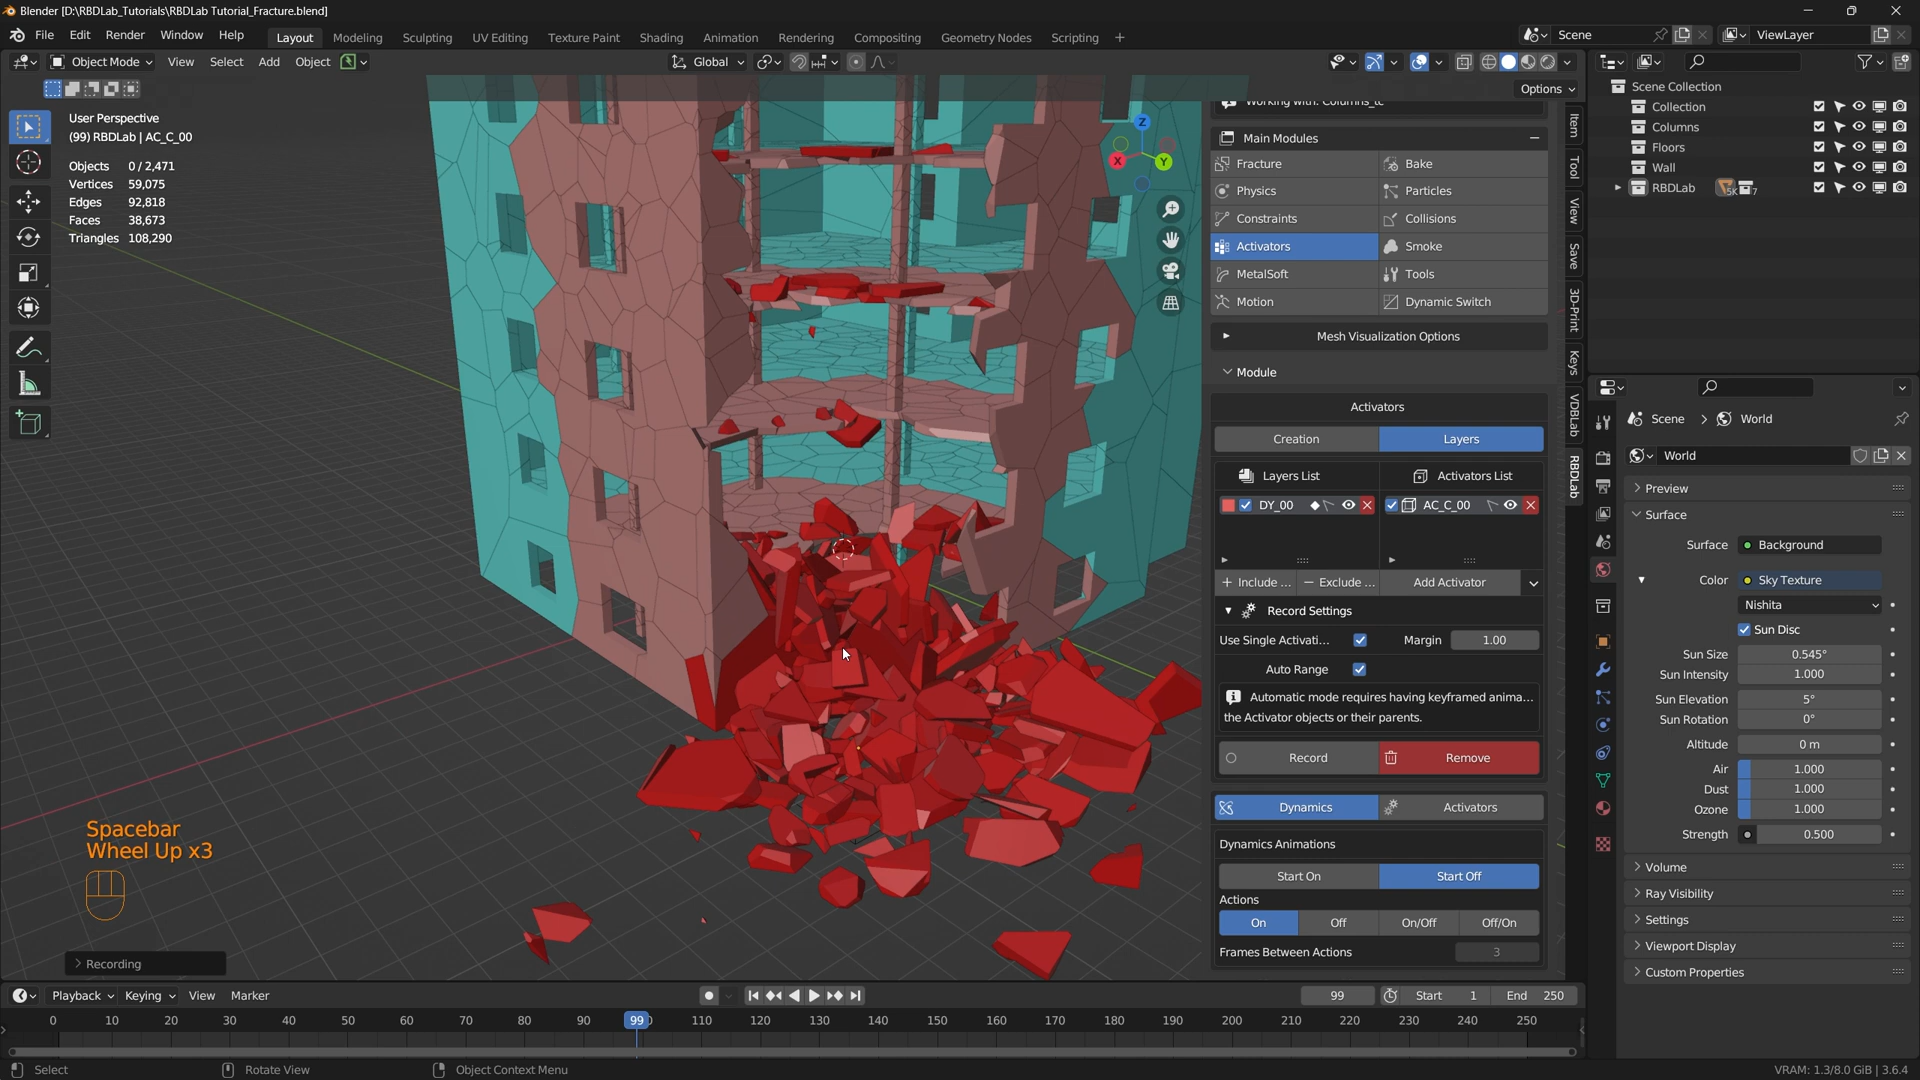 Blender [D:\RBDLab_Tutorials\RBDLab Tutorial_Fracture.blend]
File Edit Render Window Help Layout Modeling Sculpting UV Editing Texture Paint Shading Animation Rendering Compositing Geometry Nodes Scripting + Scene ViewLayer
Object Mode View Select Add Object Global
Options
User Perspective
(99) RBDLab | AC_C_00
Objects 0 / 2,471
Vertices 59,075
Edges 92,818
Faces 38,673
Triangles 108,290
Z
X
Y
Working with: Columns_tc
Main Modules
Fracture Bake
Physics Particles
Constraints Collisions
Activators Smoke
MetalSoft Tools
Motion Dynamic Switch
Mesh Visualization Options
Module
Activators
Creation Layers
Layers List Activators List
DY_00 AC_C_00
+ Include ... − Exclude ... Add Activator
Record Settings
Use Single Activati... Margin 1.00
Auto Range
Automatic mode requires having keyframed anima...
the Activator objects or their parents.
Record Remove
Dynamics Activators
Dynamics Animations
Start On Start Off
Actions
On Off On/Off Off/On
Frames Between Actions 3
Item
Tool
View
Save
3D-Print
Keys
VDBLab
RBDLab
Scene Collection
Collection
Columns
Floors
Wall
RBDLab 5K 7
Scene > World
World
Preview
Surface
Surface Background
Color Sky Texture
Nishita
Sun Disc
Sun Size 0.545°
Sun Intensity 1.000
Sun Elevation 5°
Sun Rotation 0°
Altitude 0 m
Air 1.000
Dust 1.000
Ozone 1.000
Strength 0.500
Volume
Ray Visibility
Settings
Viewport Display
Custom Properties
Spacebar
Wheel Up x3
Recording
Playback Keying View Marker 99 Start 1 End 250
0 10 20 30 40 50 60 70 80 90 99 110 120 130 140 150 160 170 180 190 200 210 220 230 240 250
Select Rotate View Object Context Menu VRAM: 1.3/8.0 GiB | 3.6.4